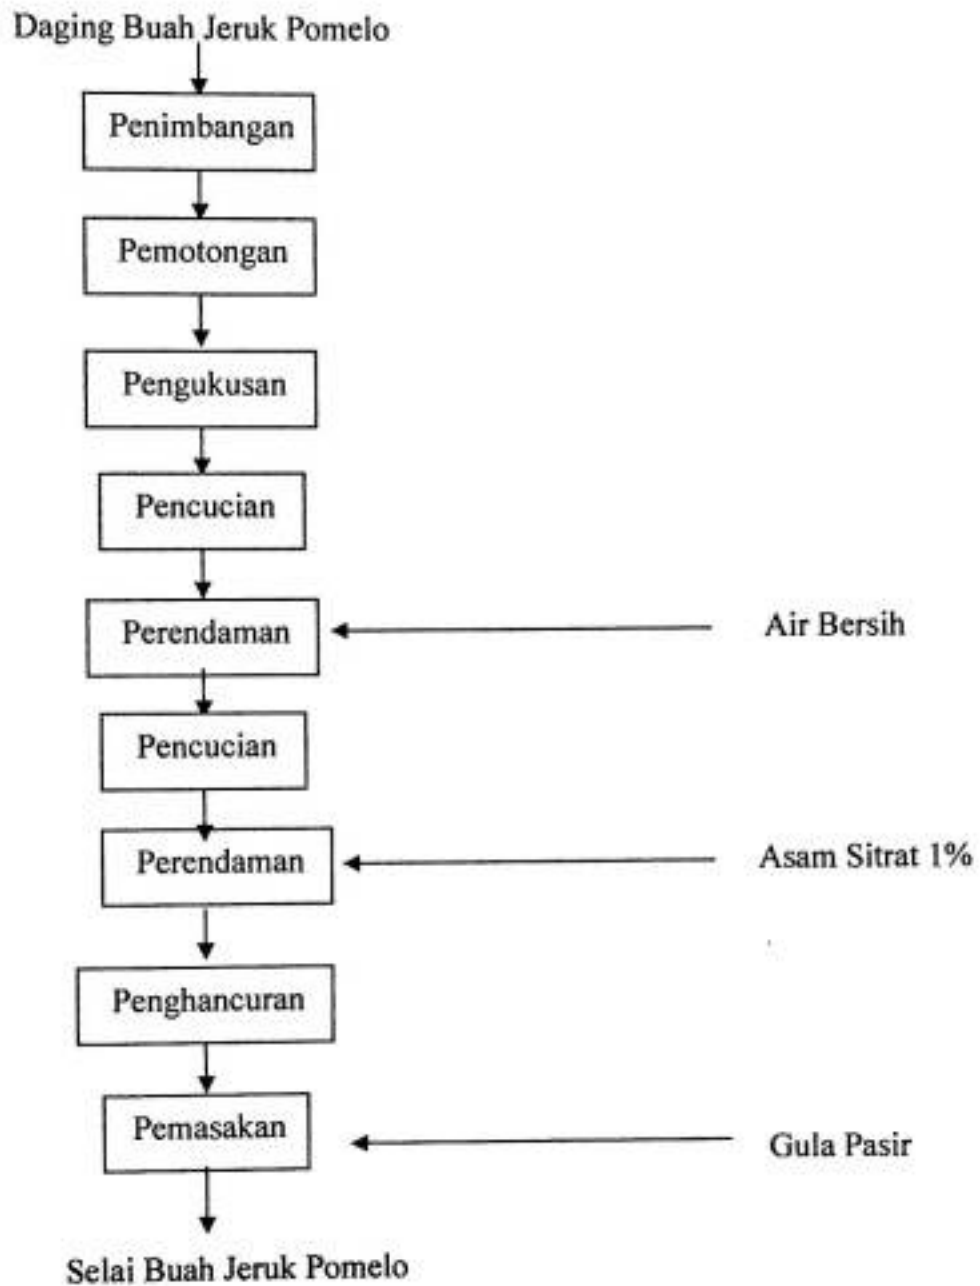 Daging Buah Jeruk Pomelo
Penimbangan
Pemotongan
Pengukusan
Pencucian
Perendaman
Air Bersih
Pencucian
Perendaman
Asam Sitrat 1%
Penghancuran
Pemasakan
Gula Pasir
Selai Buah Jeruk Pomelo